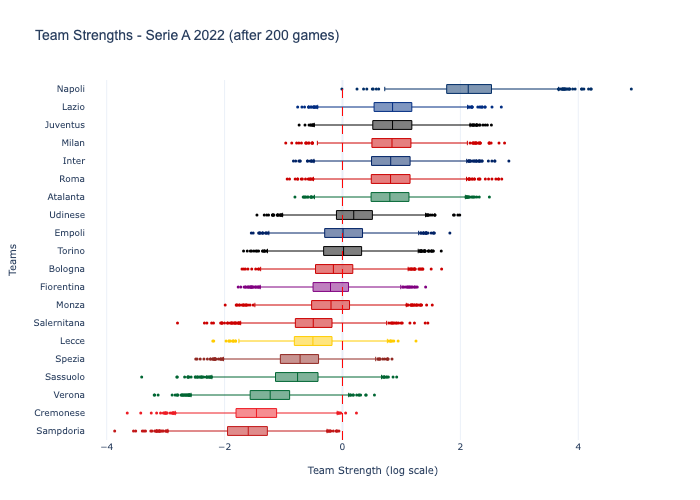 Team Strengths - Serie A 2022 (after 200 games)
Napoli
Lazio
Juventus
Milan
Inter
Roma
Atalanta
Udinese
Empoli
Torino
Bologna
Fiorentina
Monza
Salernitana
Lecce
Spezia
Sassuolo
Verona
Cremonese
Sampdoria
Teams
−4 −2 0 2 4
Team Strength (log scale)